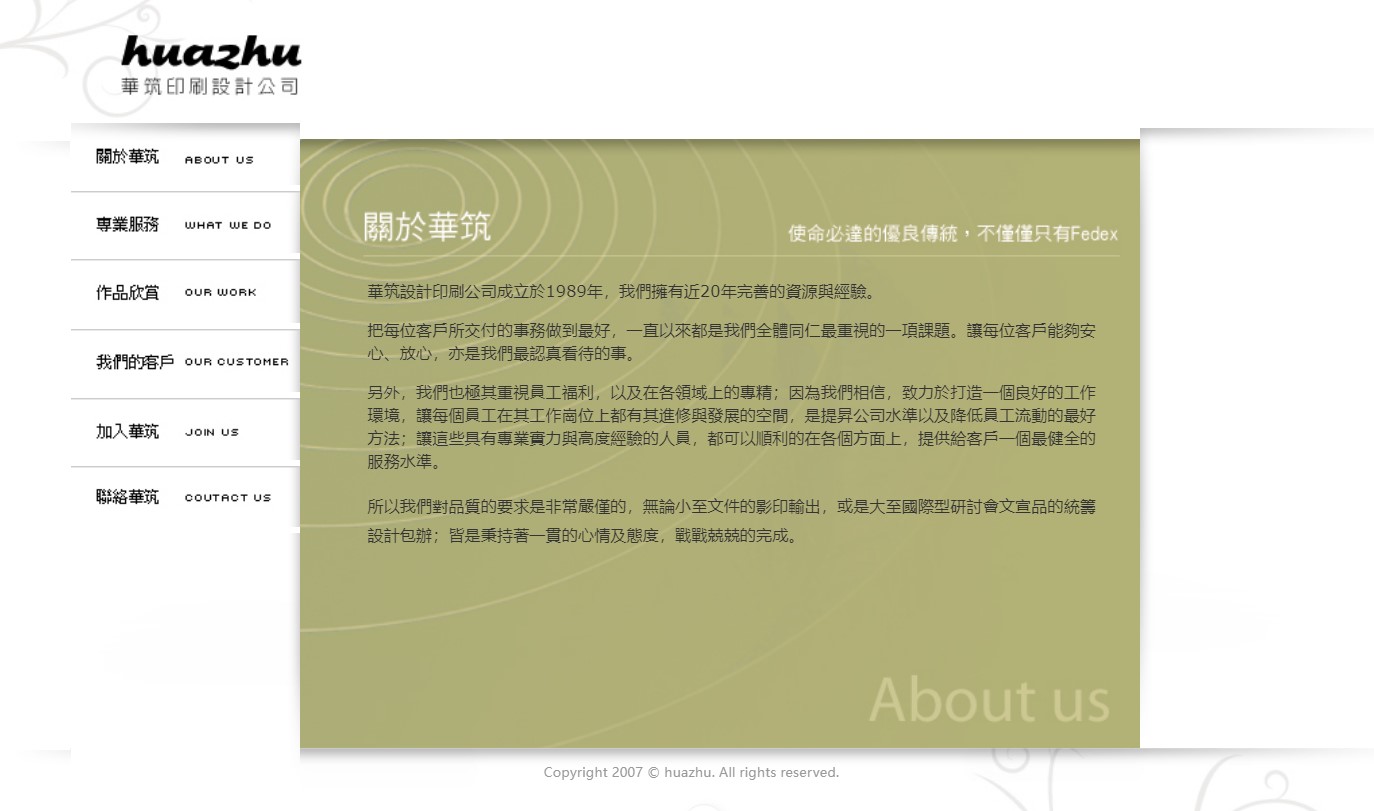 huazhu
華筑印刷設計公司
關於華筑 ABOUT US
專業服務 WHAT WE DO
作品欣賞 OUR WORK
我們的客戶 OUR CUSTOMER
加入華筑 JOIN US
聯絡華筑 COUTACT US
關於華筑
使命必達的優良傳統，不僅僅只有Fedex
華筑設計印刷公司成立於1989年，我們擁有近20年完善的資源與經驗。
把每位客戶所交付的事務做到最好，一直以來都是我們全體同仁最重視的一項課題。讓每位客戶能夠安
心、放心，亦是我們最認真看待的事。
另外，我們也極其重視員工福利，以及在各領域上的專精；因為我們相信，致力於打造一個良好的工作
環境，讓每個員工在其工作崗位上都有其進修與發展的空間，是提昇公司水準以及降低員工流動的最好
方法；讓這些具有專業實力與高度經驗的人員，都可以順利的在各個方面上，提供給客戶一個最健全的
服務水準。
所以我們對品質的要求是非常嚴僅的，無論小至文件的影印輸出，或是大至國際型研討會文宣品的統籌
設計包辦；皆是秉持著一貫的心情及態度，戰戰兢兢的完成。
About us
Copyright 2007 © huazhu. All rights reserved.